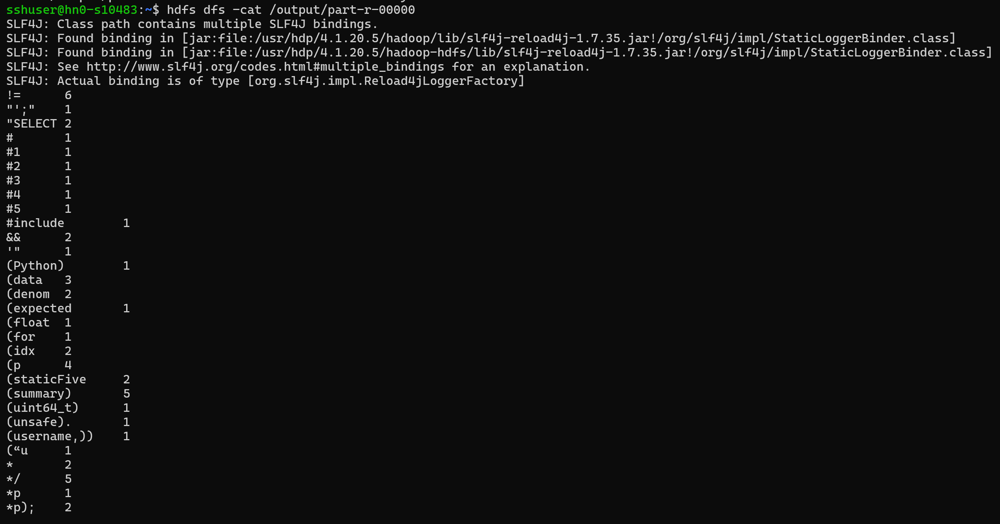 sshuser@hn0-s10483:~$ hdfs dfs -cat /output/part-r-00000
SLF4J: Class path contains multiple SLF4J bindings.
SLF4J: Found binding in [jar:file:/usr/hdp/4.1.20.5/hadoop/lib/slf4j-reload4j-1.7.35.jar!/org/slf4j/impl/StaticLoggerBinder.class]
SLF4J: Found binding in [jar:file:/usr/hdp/4.1.20.5/hadoop-hdfs/lib/slf4j-reload4j-1.7.35.jar!/org/slf4j/impl/StaticLoggerBinder.class]
SLF4J: See http://www.slf4j.org/codes.html#multiple_bindings for an explanation.
SLF4J: Actual binding is of type [org.slf4j.impl.Reload4jLoggerFactory]
!=	6
"';"	1
"SELECT	2
#	1
#1	1
#2	1
#3	1
#4	1
#5	1
#include	1
&&	2
'"	1
(Python)	1
(data	3
(denom	2
(expected	1
(float	1
(for	1
(idx	2
(p	4
(staticFive	2
(summary)	5
(uint64_t)	1
(unsafe).	1
(username,))	1
(“u	1
*	2
*/	5
*p	1
*p);	2